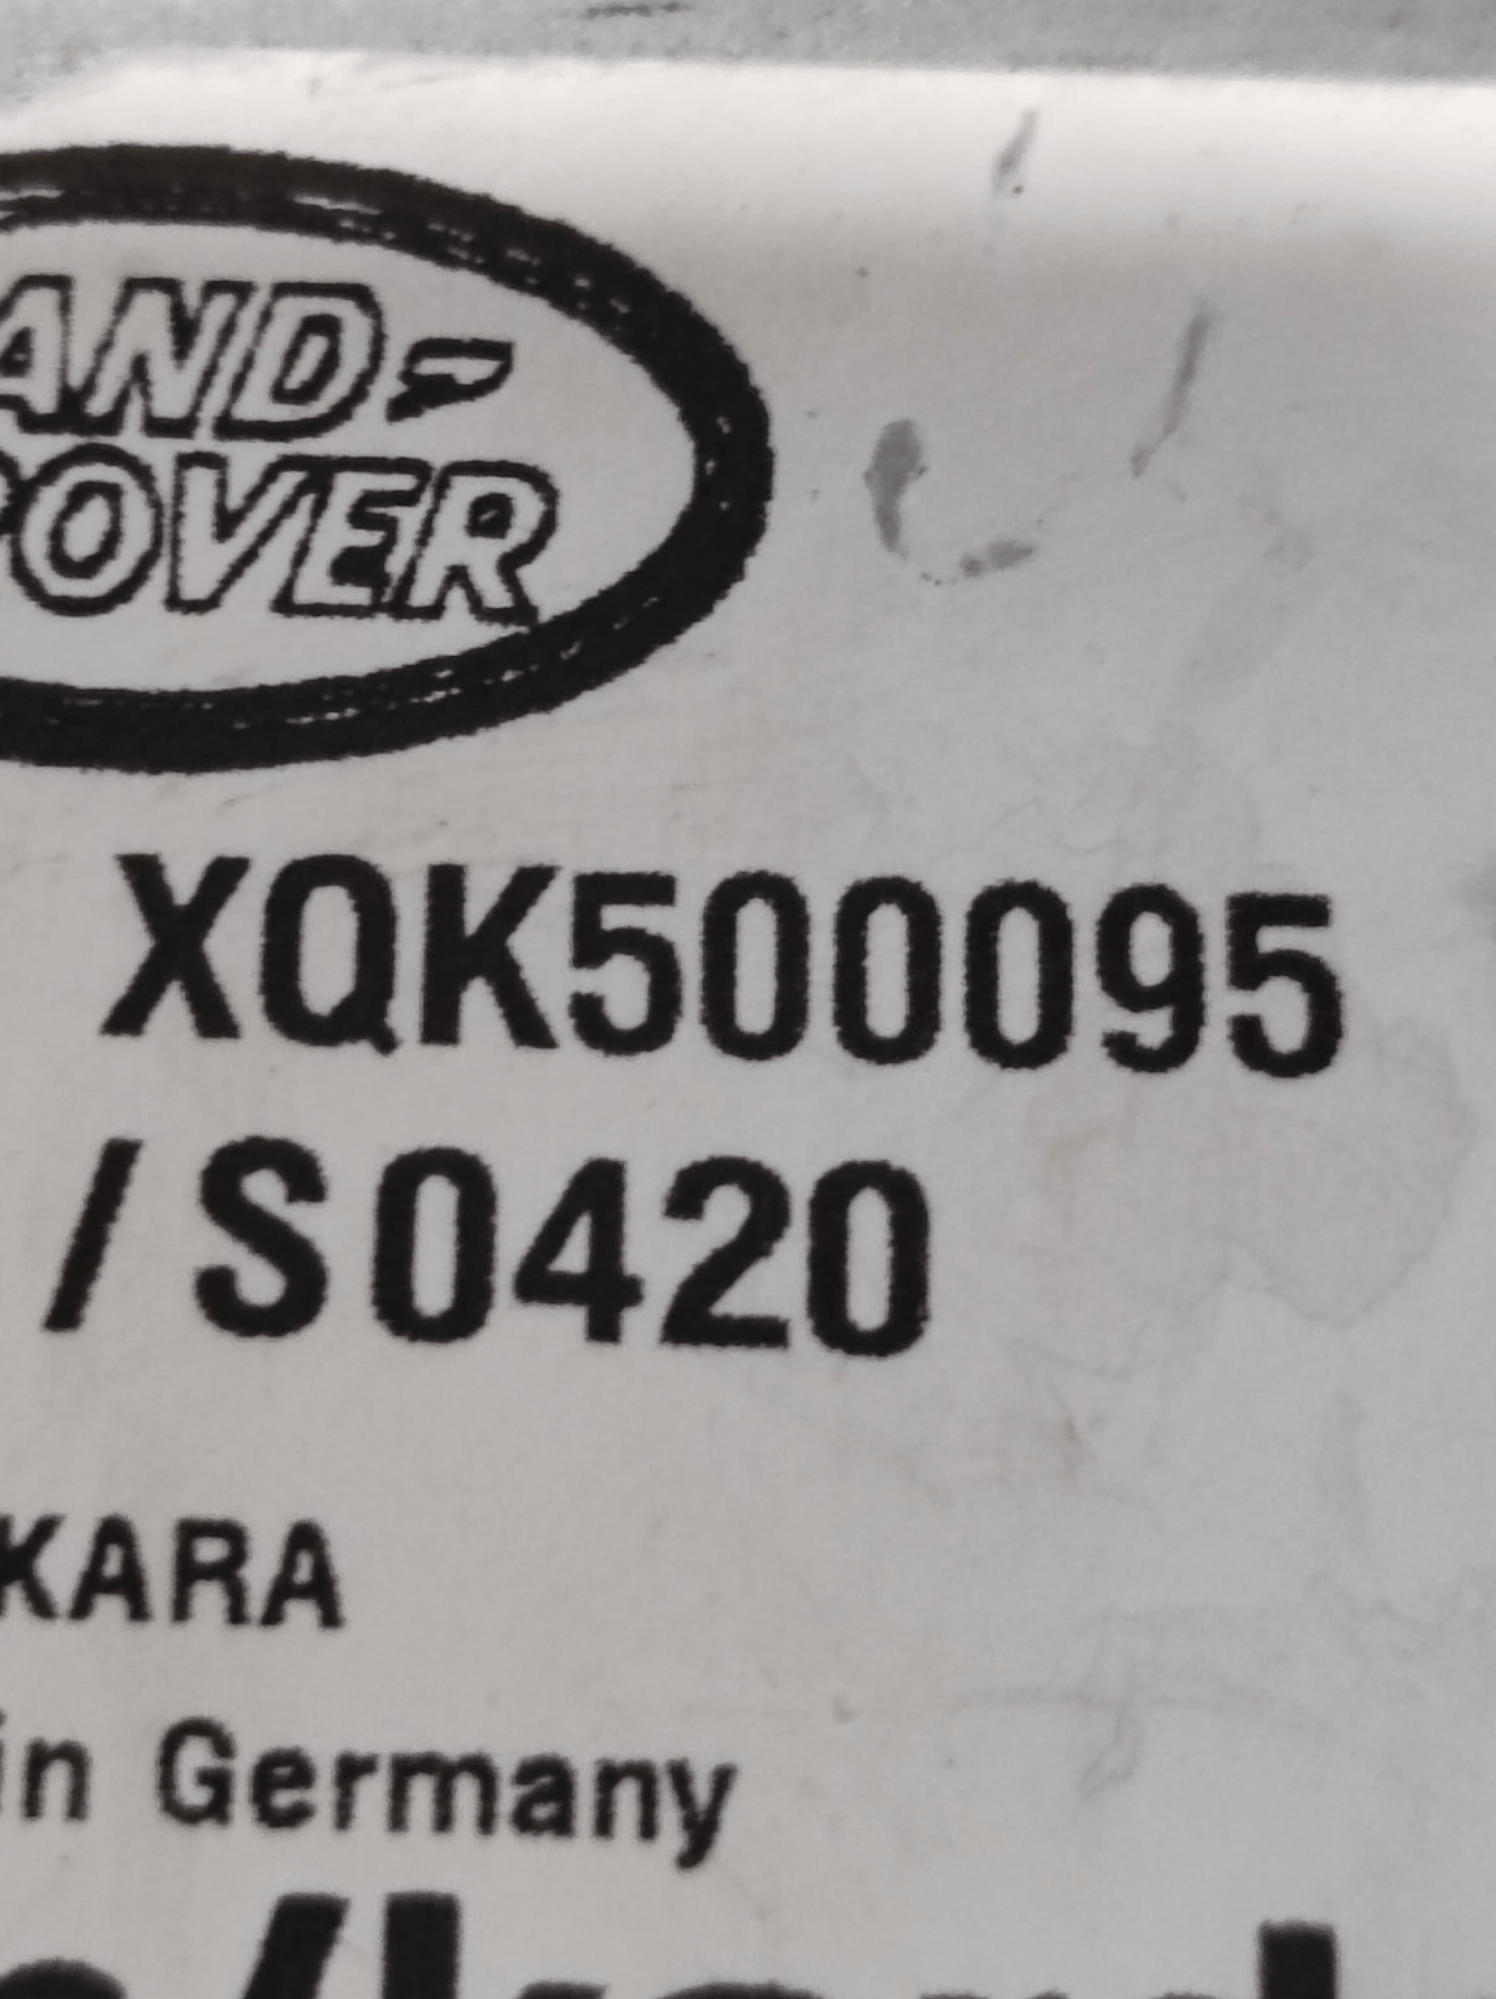 AND-
OVER
XQK500095
/S0420
KARA
in Germany